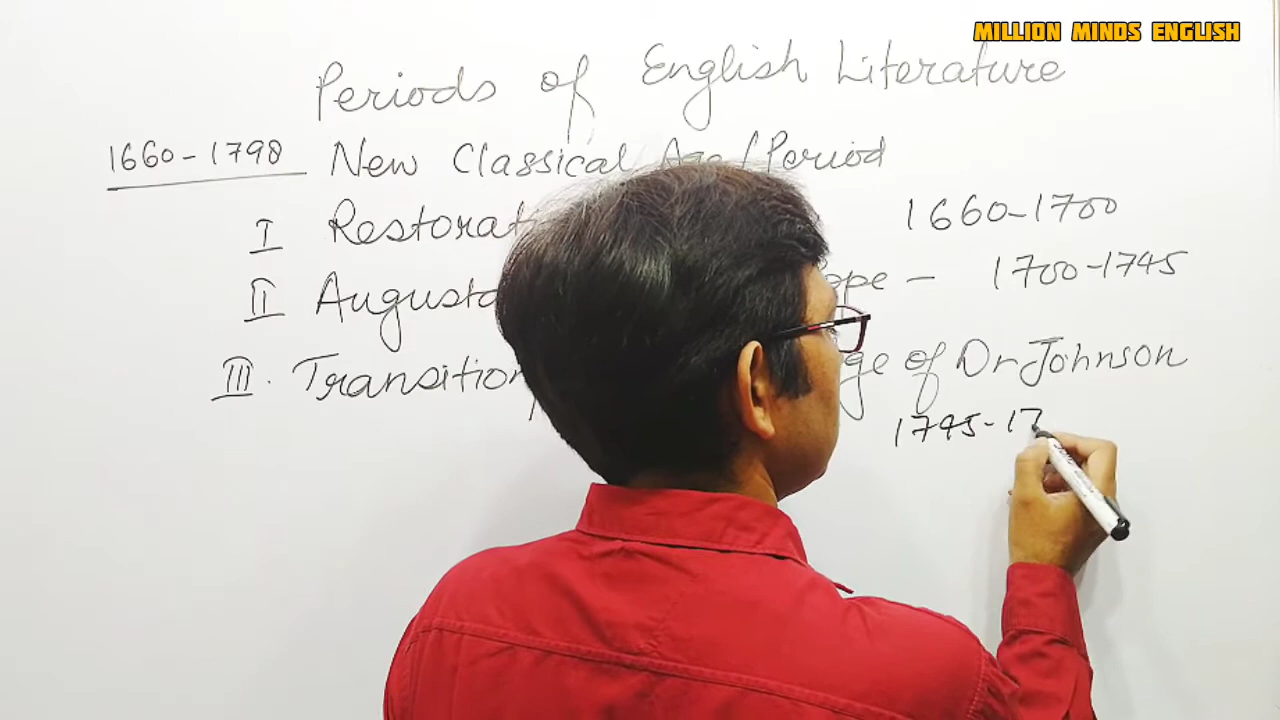 MILLION MINDS ENGLISH
Periods of English Literature
1660-1798 New Classical Age/Period
I Restorat 1660-1700
II Augusta ope - 1700-1745
III. Transition ge of Dr Johnson
1745-17